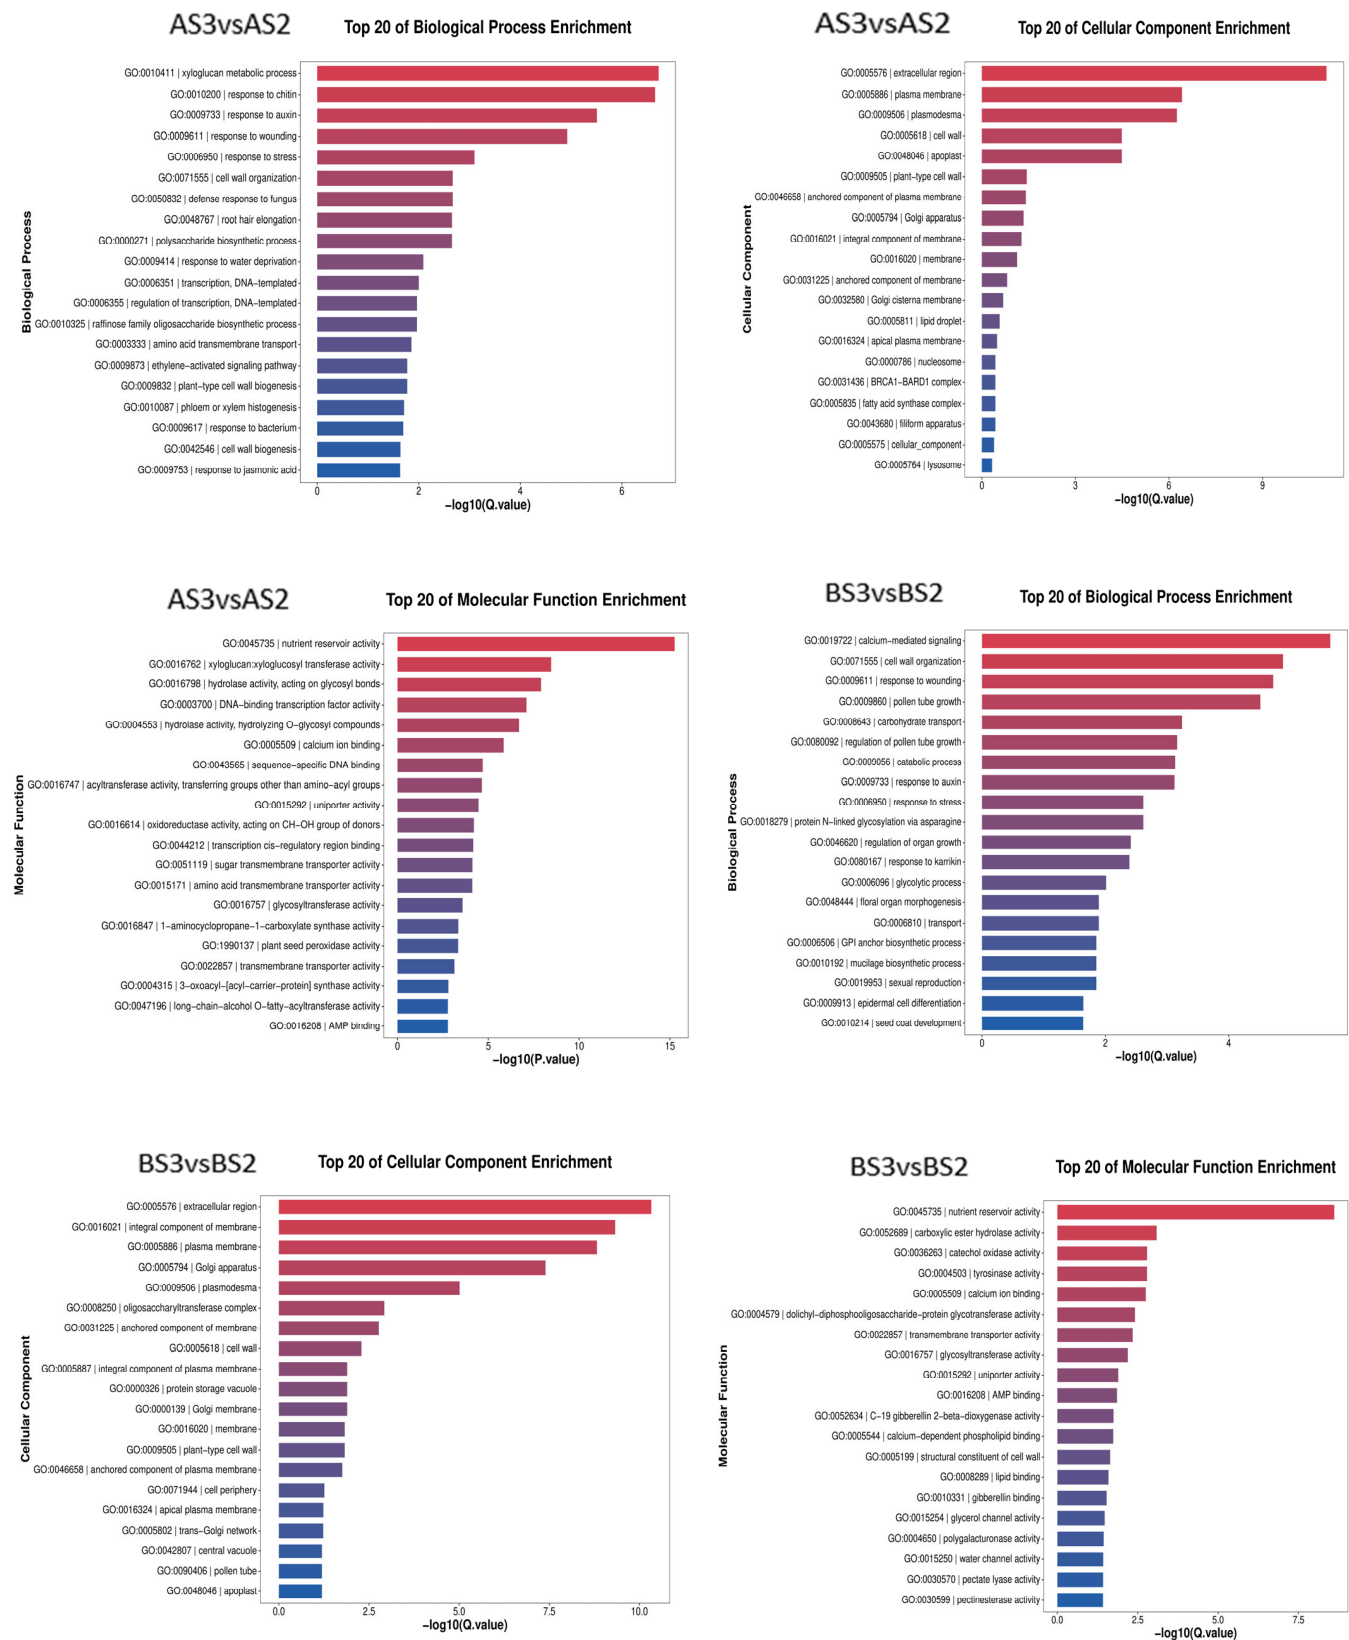 AS3vsAS2
Top 20 of Biological Process Enrichment
Biological Process
GO:0010411 | xyloglucan metabolic process
GO:0010200 | response to chitin
GO:0009733 | response to auxin
GO:0009611 | response to wounding
GO:0006950 | response to stress
GO:0071555 | cell wall organization
GO:0050832 | defense response to fungus
GO:0048767 | root hair elongation
GO:0000271 | polysaccharide biosynthetic process
GO:0009414 | response to water deprivation
GO:0006351 | transcription, DNA−templated
GO:0006355 | regulation of transcription, DNA−templated
GO:0010325 | raffinose family oligosaccharide biosynthetic process
GO:0003333 | amino acid transmembrane transport
GO:0009873 | ethylene−activated signaling pathway
GO:0009832 | plant−type cell wall biogenesis
GO:0010087 | phloem or xylem histogenesis
GO:0009617 | response to bacterium
GO:0042546 | cell wall biogenesis
GO:0009753 | response to jasmonic acid
0 2 4 6
−log10(Q.value)
AS3vsAS2
Top 20 of Cellular Component Enrichment
Cellular Component
GO:0005576 | extracellular region
GO:0005886 | plasma membrane
GO:0009506 | plasmodesma
GO:0005618 | cell wall
GO:0048046 | apoplast
GO:0009505 | plant−type cell wall
GO:0046658 | anchored component of plasma membrane
GO:0005794 | Golgi apparatus
GO:0016021 | integral component of membrane
GO:0016020 | membrane
GO:0031225 | anchored component of membrane
GO:0032580 | Golgi cisterna membrane
GO:0005811 | lipid droplet
GO:0016324 | apical plasma membrane
GO:0000786 | nucleosome
GO:0031436 | BRCA1−BARD1 complex
GO:0005835 | fatty acid synthase complex
GO:0043680 | filiform apparatus
GO:0005575 | cellular_component
GO:0005764 | lysosome
0 3 6 9
−log10(Q.value)
AS3vsAS2
Top 20 of Molecular Function Enrichment
Molecular Function
GO:0045735 | nutrient reservoir activity
GO:0016762 | xyloglucan:xyloglucosyl transferase activity
GO:0016798 | hydrolase activity, acting on glycosyl bonds
GO:0003700 | DNA−binding transcription factor activity
GO:0004553 | hydrolase activity, hydrolyzing O−glycosyl compounds
GO:0005509 | calcium ion binding
GO:0043565 | sequence−specific DNA binding
GO:0016747 | acyltransferase activity, transferring groups other than amino−acyl groups
GO:0015292 | uniporter activity
GO:0016614 | oxidoreductase activity, acting on CH−OH group of donors
GO:0044212 | transcription cis−regulatory region binding
GO:0051119 | sugar transmembrane transporter activity
GO:0015171 | amino acid transmembrane transporter activity
GO:0016757 | glycosyltransferase activity
GO:0016847 | 1−aminocyclopropane−1−carboxylate synthase activity
GO:1990137 | plant seed peroxidase activity
GO:0022857 | transmembrane transporter activity
GO:0004315 | 3−oxoacyl−[acyl−carrier−protein] synthase activity
GO:0047196 | long−chain−alcohol O−fatty−acyltransferase activity
GO:0016208 | AMP binding
0 5 10 15
−log10(P.value)
BS3vsBS2
Top 20 of Biological Process Enrichment
Biological Process
GO:0019722 | calcium−mediated signaling
GO:0071555 | cell wall organization
GO:0009611 | response to wounding
GO:0009860 | pollen tube growth
GO:0008643 | carbohydrate transport
GO:0080092 | regulation of pollen tube growth
GO:0009056 | catabolic process
GO:0009733 | response to auxin
GO:0006950 | response to stress
GO:0018279 | protein N−linked glycosylation via asparagine
GO:0046620 | regulation of organ growth
GO:0080167 | response to karrikin
GO:0006096 | glycolytic process
GO:0048444 | floral organ morphogenesis
GO:0006810 | transport
GO:0006506 | GPI anchor biosynthetic process
GO:0010192 | mucilage biosynthetic process
GO:0019953 | sexual reproduction
GO:0009913 | epidermal cell differentiation
GO:0010214 | seed coat development
0 2 4
−log10(Q.value)
BS3vsBS2
Top 20 of Cellular Component Enrichment
Cellular Component
GO:0005576 | extracellular region
GO:0016021 | integral component of membrane
GO:0005886 | plasma membrane
GO:0005794 | Golgi apparatus
GO:0009506 | plasmodesma
GO:0008250 | oligosaccharyltransferase complex
GO:0031225 | anchored component of membrane
GO:0005618 | cell wall
GO:0005887 | integral component of plasma membrane
GO:0000326 | protein storage vacuole
GO:0000139 | Golgi membrane
GO:0016020 | membrane
GO:0009505 | plant−type cell wall
GO:0046658 | anchored component of plasma membrane
GO:0071944 | cell periphery
GO:0016324 | apical plasma membrane
GO:0005802 | trans−Golgi network
GO:0042807 | central vacuole
GO:0090406 | pollen tube
GO:0048046 | apoplast
0.0 2.5 5.0 7.5 10.0
−log10(Q.value)
BS3vsBS2
Top 20 of Molecular Function Enrichment
Molecular Function
GO:0045735 | nutrient reservoir activity
GO:0052689 | carboxylic ester hydrolase activity
GO:0036263 | catechol oxidase activity
GO:0004503 | tyrosinase activity
GO:0005509 | calcium ion binding
GO:0004579 | dolichyl−diphosphooligosaccharide−protein glycotransferase activity
GO:0022857 | transmembrane transporter activity
GO:0016757 | glycosyltransferase activity
GO:0015292 | uniporter activity
GO:0016208 | AMP binding
GO:0052634 | C−19 gibberellin 2−beta−dioxygenase activity
GO:0005544 | calcium−dependent phospholipid binding
GO:0005199 | structural constituent of cell wall
GO:0008289 | lipid binding
GO:0010331 | gibberellin binding
GO:0015254 | glycerol channel activity
GO:0004650 | polygalacturonase activity
GO:0015250 | water channel activity
GO:0030570 | pectate lyase activity
GO:0030599 | pectinesterase activity
0.0 2.5 5.0 7.5
−log10(Q.value)